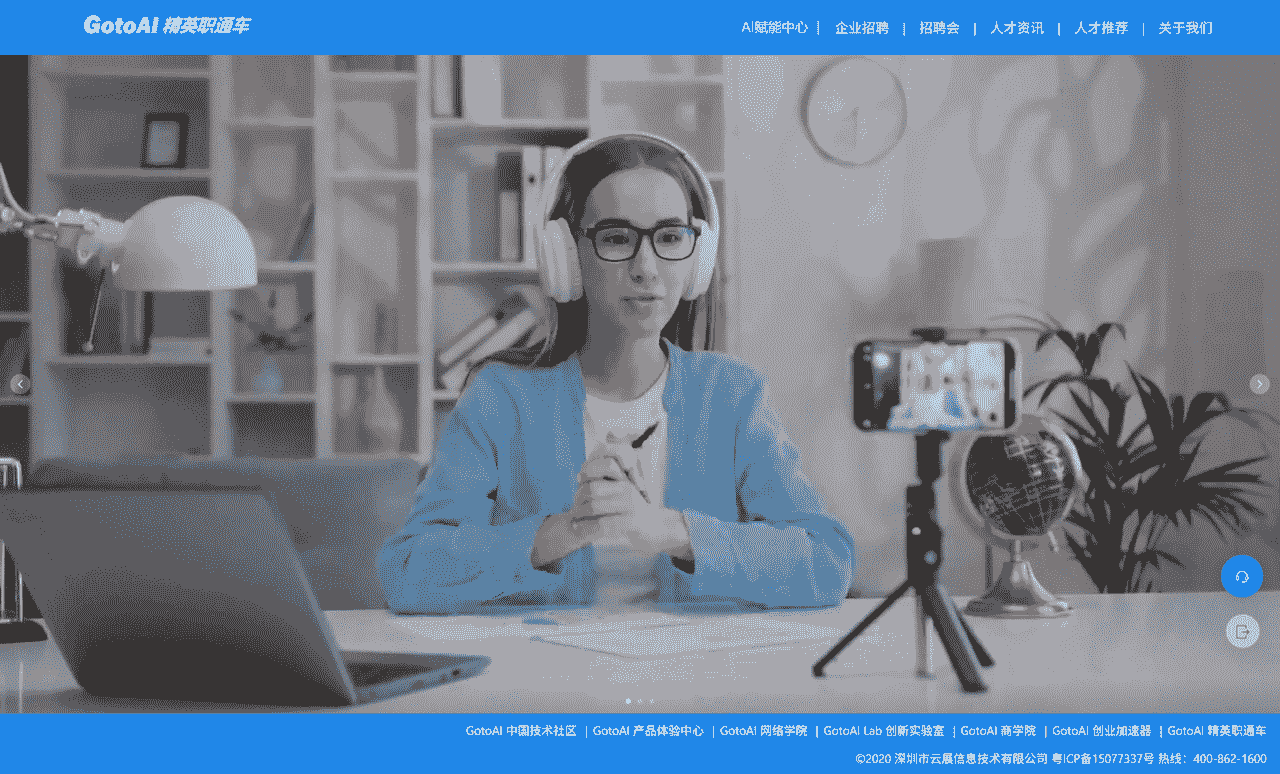 GotoAI 精英职通车
AI赋能中心 | 企业招聘 | 招聘会 | 人才资讯 | 人才推荐 | 关于我们
GotoAI 中国技术社区 | GotoAI 产品体验中心 | GotoAI 网络学院 | GotoAI Lab 创新实验室 | GotoAI 商学院 | GotoAI 创业加速器 | GotoAI 精英职通车
©2020 深圳市云展信息技术有限公司 粤ICP备15077337号 热线：400-862-1600